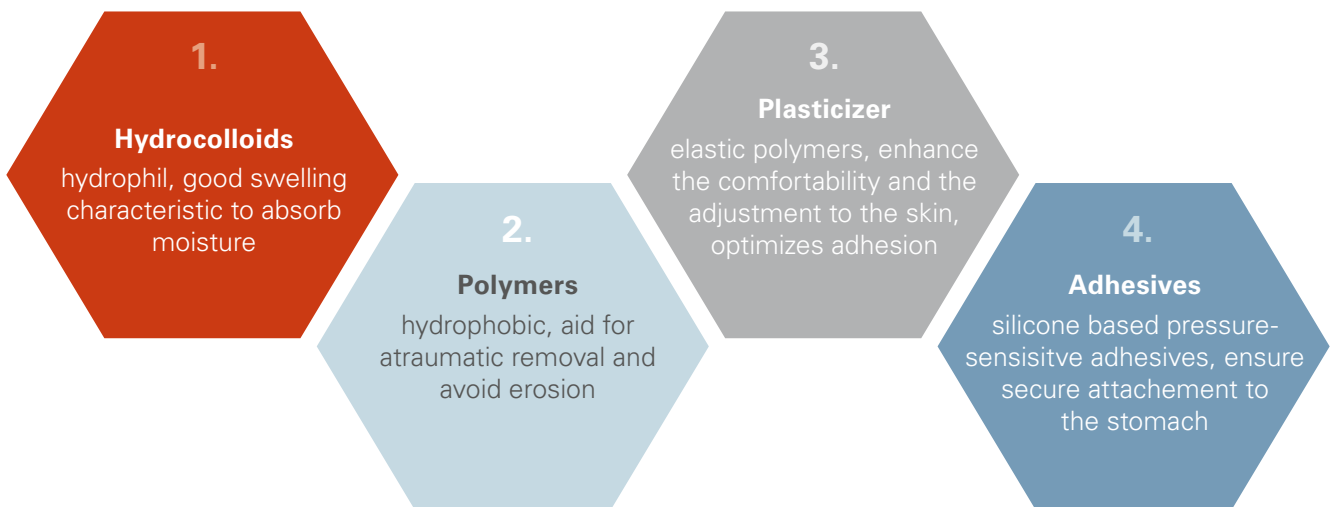 1.
Hydrocolloids
hydrophil, good swelling
characteristic to absorb
moisture
2.
Polymers
hydrophobic, aid for
atraumatic removal and
avoid erosion
3.
Plasticizer
elastic polymers, enhance
the comfortability and the
adjustment to the skin,
optimizes adhesion
4.
Adhesives
silicone based pressure-
sensisitve adhesives, ensure
secure attachement to
the stomach